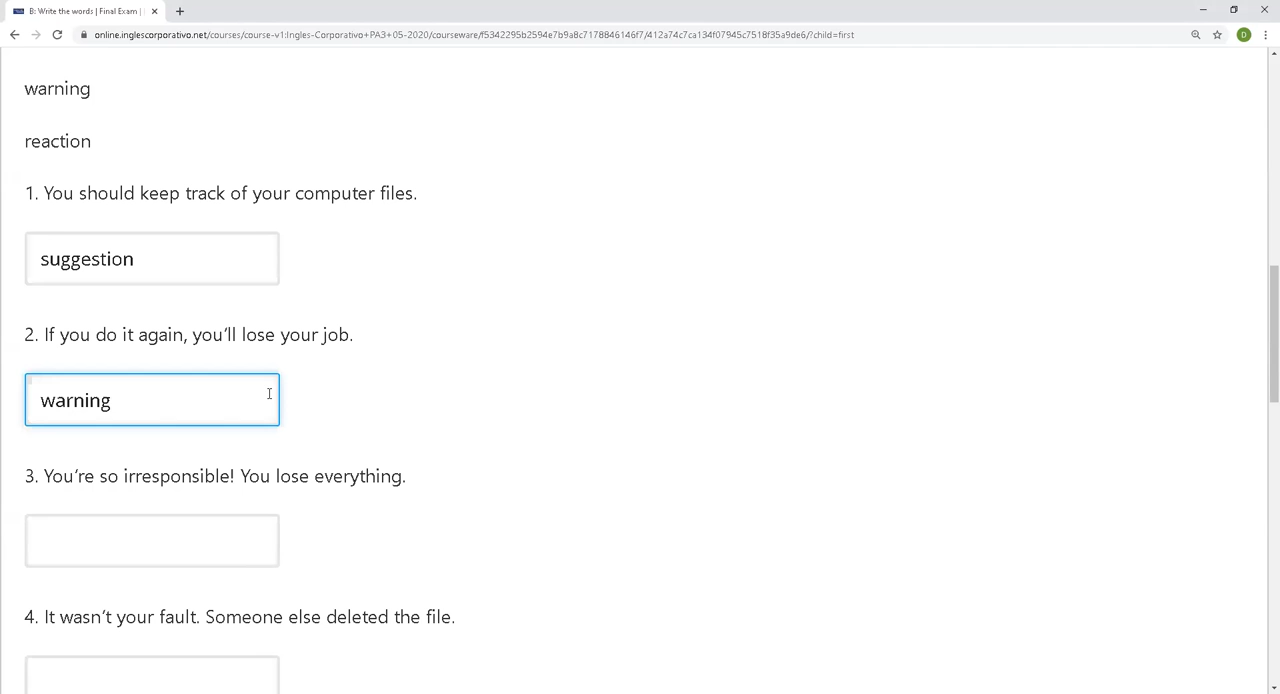 B: Write the words | Final Exam |
online.inglescorporativo.net/courses/course-v1:Ingles-Corporativo+PA3+05-2020/courseware/f5342295b2594e7b9a8c7178846146f7/412a74c7ca134f07945c7518f35a9de6/?child=first
D
warning
reaction
1. You should keep track of your computer files.
suggestion
2. If you do it again, you’ll lose your job.
warning
3. You’re so irresponsible! You lose everything.
4. It wasn’t your fault. Someone else deleted the file.